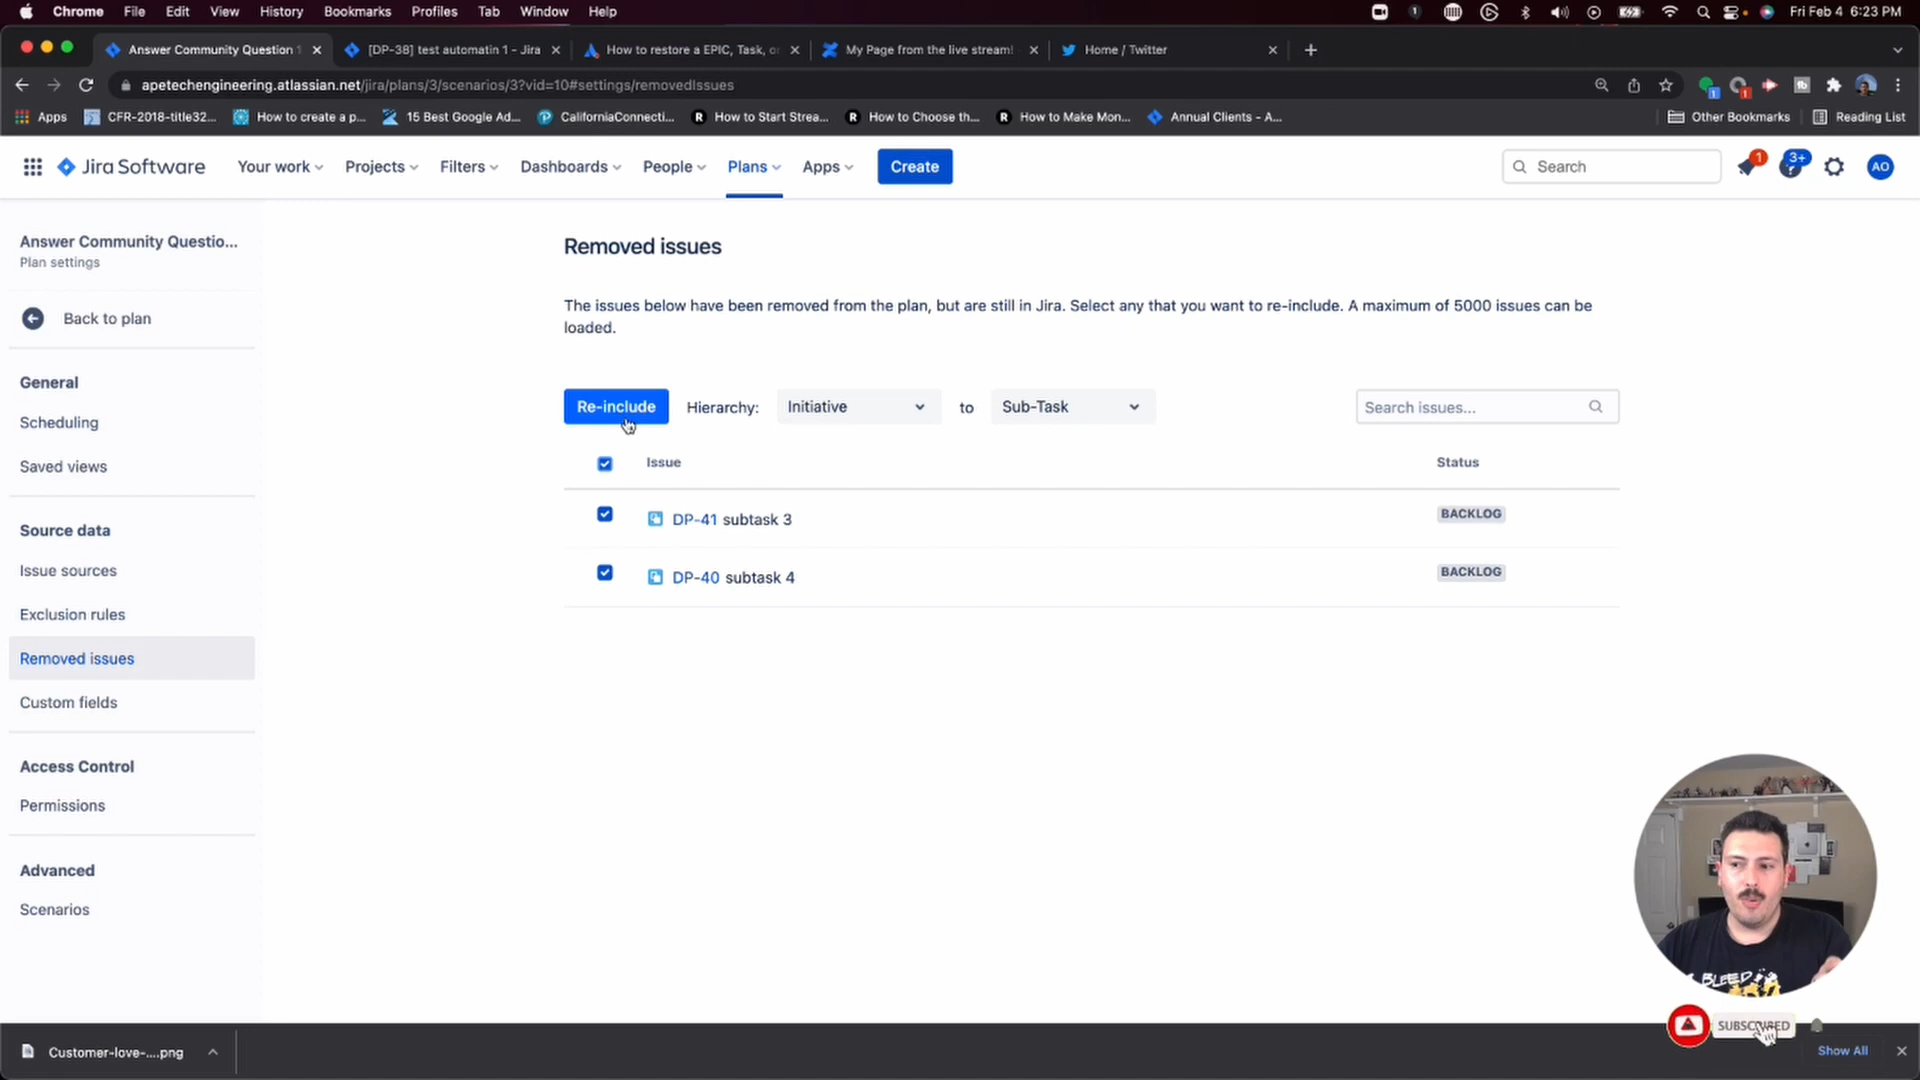 Chrome File Edit View History Bookmarks Profiles Tab Window Help
1 Fri Feb 4 6:23 PM
Answer Community Question 1
[DP-38] test automatin 1 - Jira
How to restore a EPIC, Task, o
My Page from the live stream!
Home / Twitter
apetechengineering.atlassian.net/jira/plans/3/scenarios/3?vid=10#settings/removedIssues
Apps CFR-2018-title32... How to create a p... 15 Best Google Ad... CaliforniaConnecti... How to Start Strea... How to Choose th... How to Make Mon... Annual Clients - A... Other Bookmarks Reading List
Jira Software Your work Projects Filters Dashboards People Plans Apps Create Search 1 3+ AO
Answer Community Questio...
Plan settings
Back to plan
General
Scheduling
Saved views
Source data
Issue sources
Exclusion rules
Removed issues
Custom fields
Access Control
Permissions
Advanced
Scenarios
Removed issues
The issues below have been removed from the plan, but are still in Jira. Select any that you want to re-include. A maximum of 5000 issues can be
loaded.
Re-include Hierarchy: Initiative to Sub-Task Search issues...
Issue Status
DP-41 subtask 3 BACKLOG
DP-40 subtask 4 BACKLOG
BLEED
SUBSCRIBED
Customer-love-....png
Show All